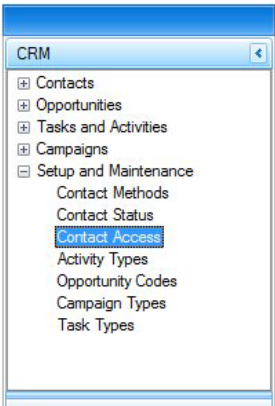 CRM
Contacts
Opportunities
Tasks and Activities
Campaigns
Setup and Maintenance
Contact Methods
Contact Status
Contact Access
Activity Types
Opportunity Codes
Campaign Types
Task Types